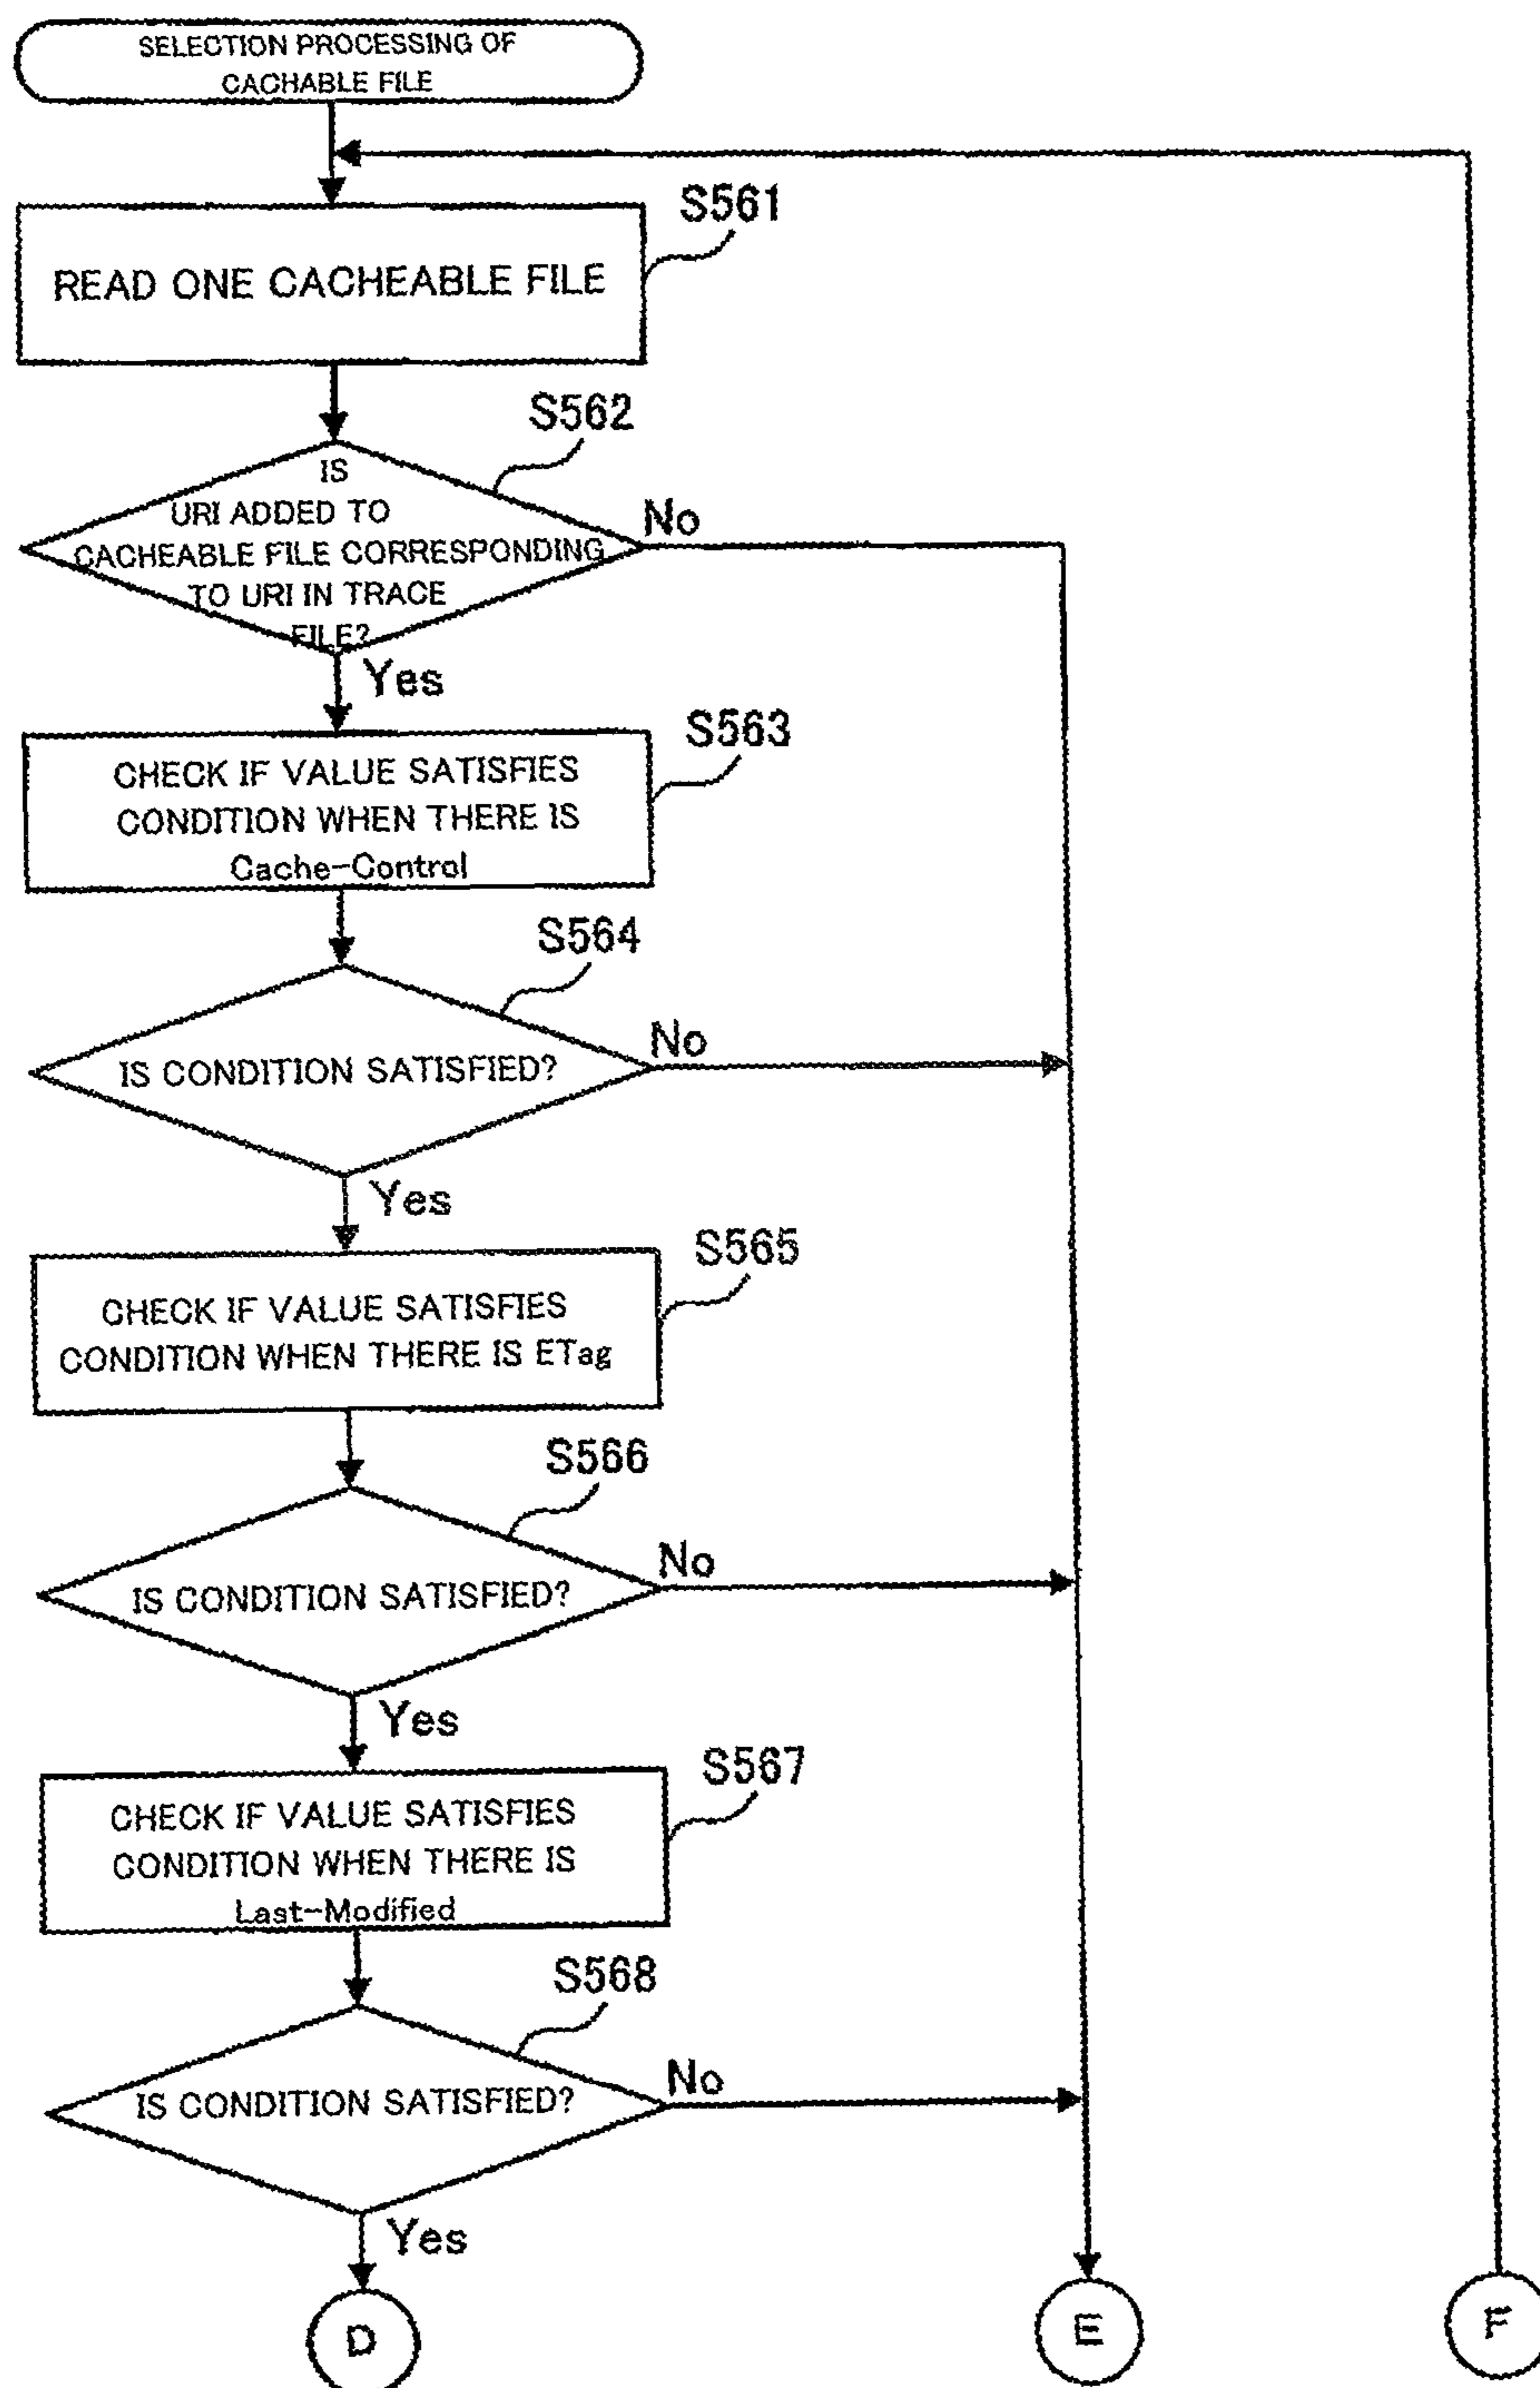 SELECTION PROCESSING OF
CACHABLE FILE
S561
READ ONE CACHEABLE FILE
S562
IS
URI ADDED TO
CACHEABLE FILE CORRESPONDING
TO URI IN TRACE
FILE?
No
Yes
S563
CHECK IF VALUE SATISFIES
CONDITION WHEN THERE IS
Cache-Control
S564
IS CONDITION SATISFIED?
No
Yes
S565
CHECK IF VALUE SATISFIES
CONDITION WHEN THERE IS ETag
S566
IS CONDITION SATISFIED?
No
Yes
S567
CHECK IF VALUE SATISFIES
CONDITION WHEN THERE IS
Last-Modified
S568
IS CONDITION SATISFIED?
No
Yes
D
E
F